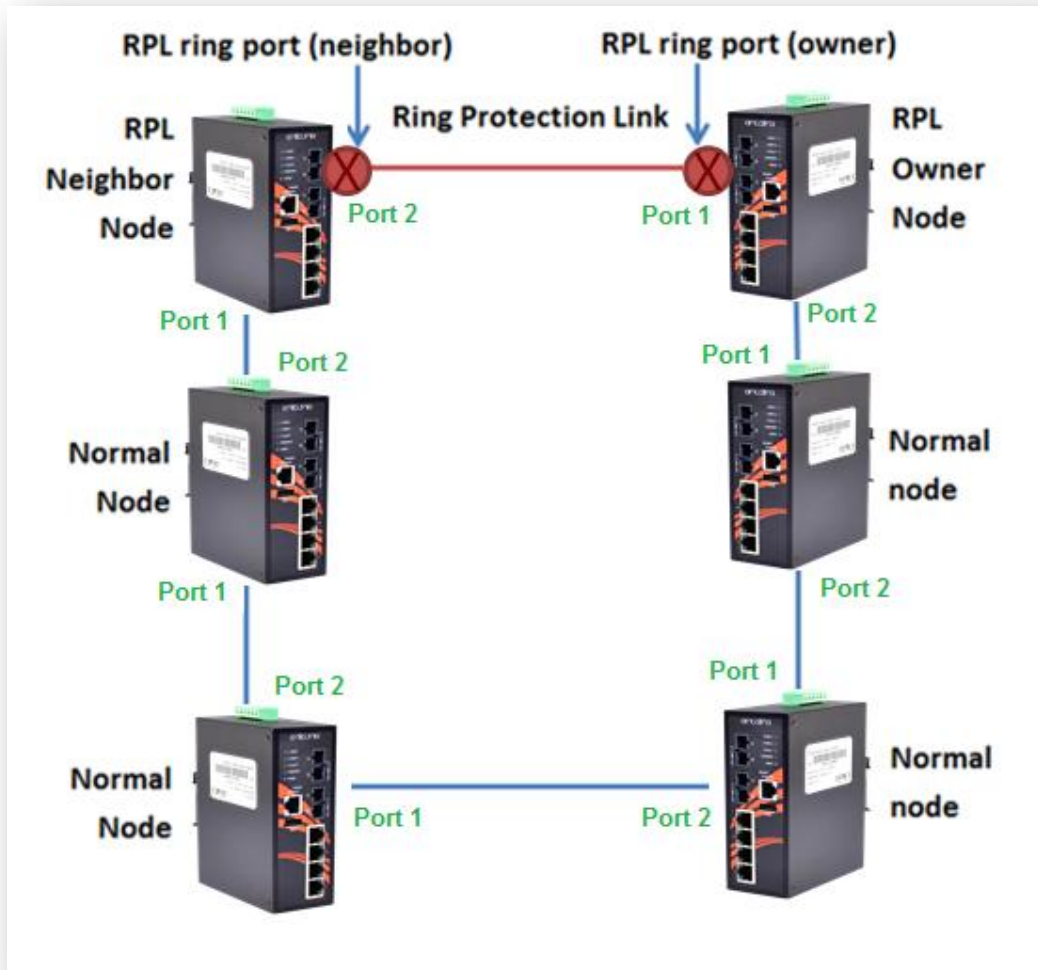 RPL ring port (neighbor)
RPL ring port (owner)
Ring Protection Link
RPL
Neighbor
Node
RPL
Owner
Node
Port 2
Port 1
Port 1
Port 2
Port 2
Port 1
Normal
Node
Normal
node
Port 1
Port 2
Port 2
Port 1
Normal
Node
Normal
node
Port 1
Port 2